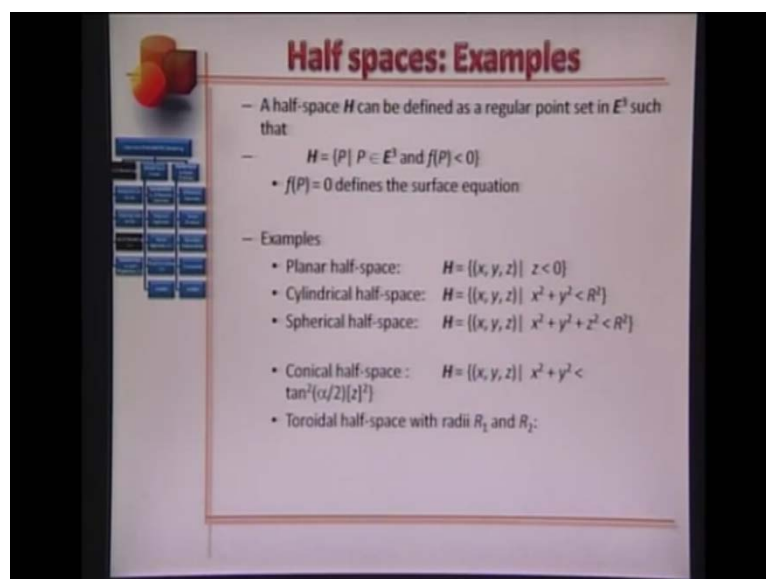 Half spaces: Examples
– A half-space H can be defined as a regular point set in E³ such
that
– H = {P| P ∈ E³ and f(P) < 0}
• f(P) = 0 defines the surface equation
– Examples
• Planar half-space: H = {(x, y, z)| z < 0}
• Cylindrical half-space: H = {(x, y, z)| x² + y² < R²}
• Spherical half-space: H = {(x, y, z)| x² + y² + z² < R²}
• Conical half-space : H = {(x, y, z)| x² + y² <
tan²(α/2)[z]²}
• Toroidal half-space with radii R₁ and R₂: